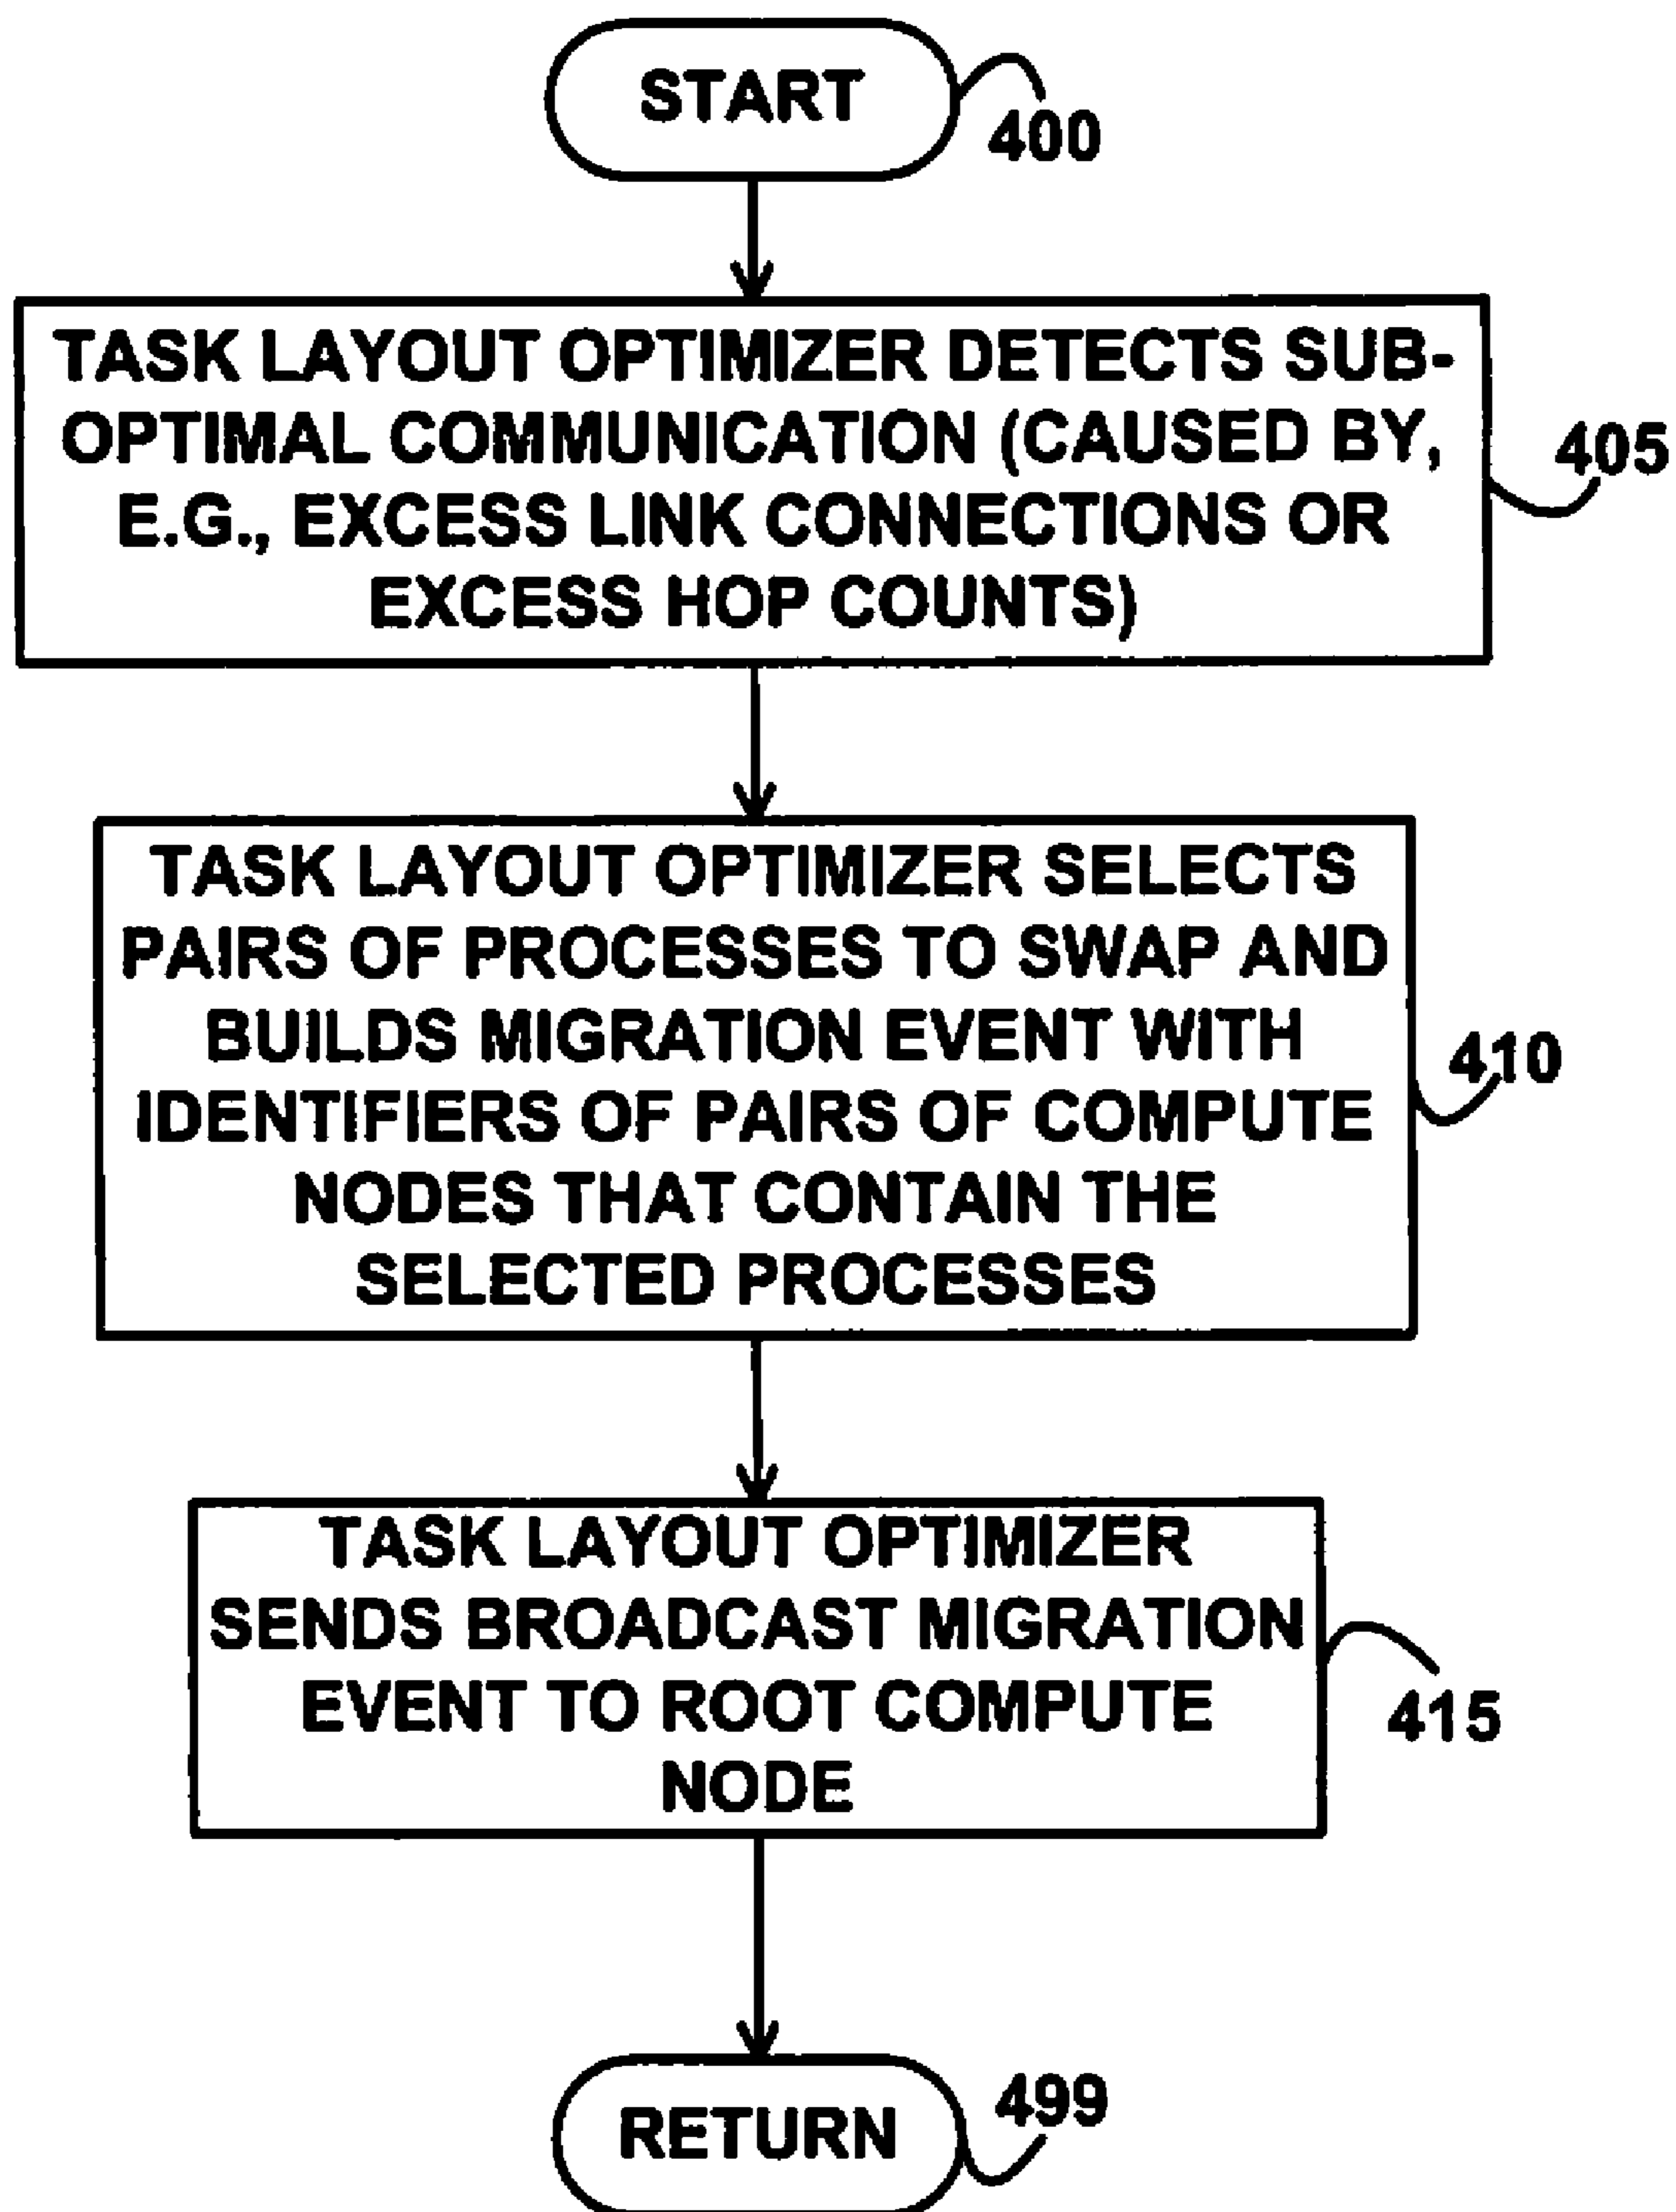 START
400
TASK LAYOUT OPTIMIZER DETECTS SUB-
OPTIMAL COMMUNICATION (CAUSED BY,
E.G., EXCESS LINK CONNECTIONS OR
EXCESS HOP COUNTS)
405
TASK LAYOUT OPTIMIZER SELECTS
PAIRS OF PROCESSES TO SWAP AND
BUILDS MIGRATION EVENT WITH
IDENTIFIERS OF PAIRS OF COMPUTE
NODES THAT CONTAIN THE
SELECTED PROCESSES
410
TASK LAYOUT OPTIMIZER
SENDS BROADCAST MIGRATION
EVENT TO ROOT COMPUTE
NODE
415
RETURN
499